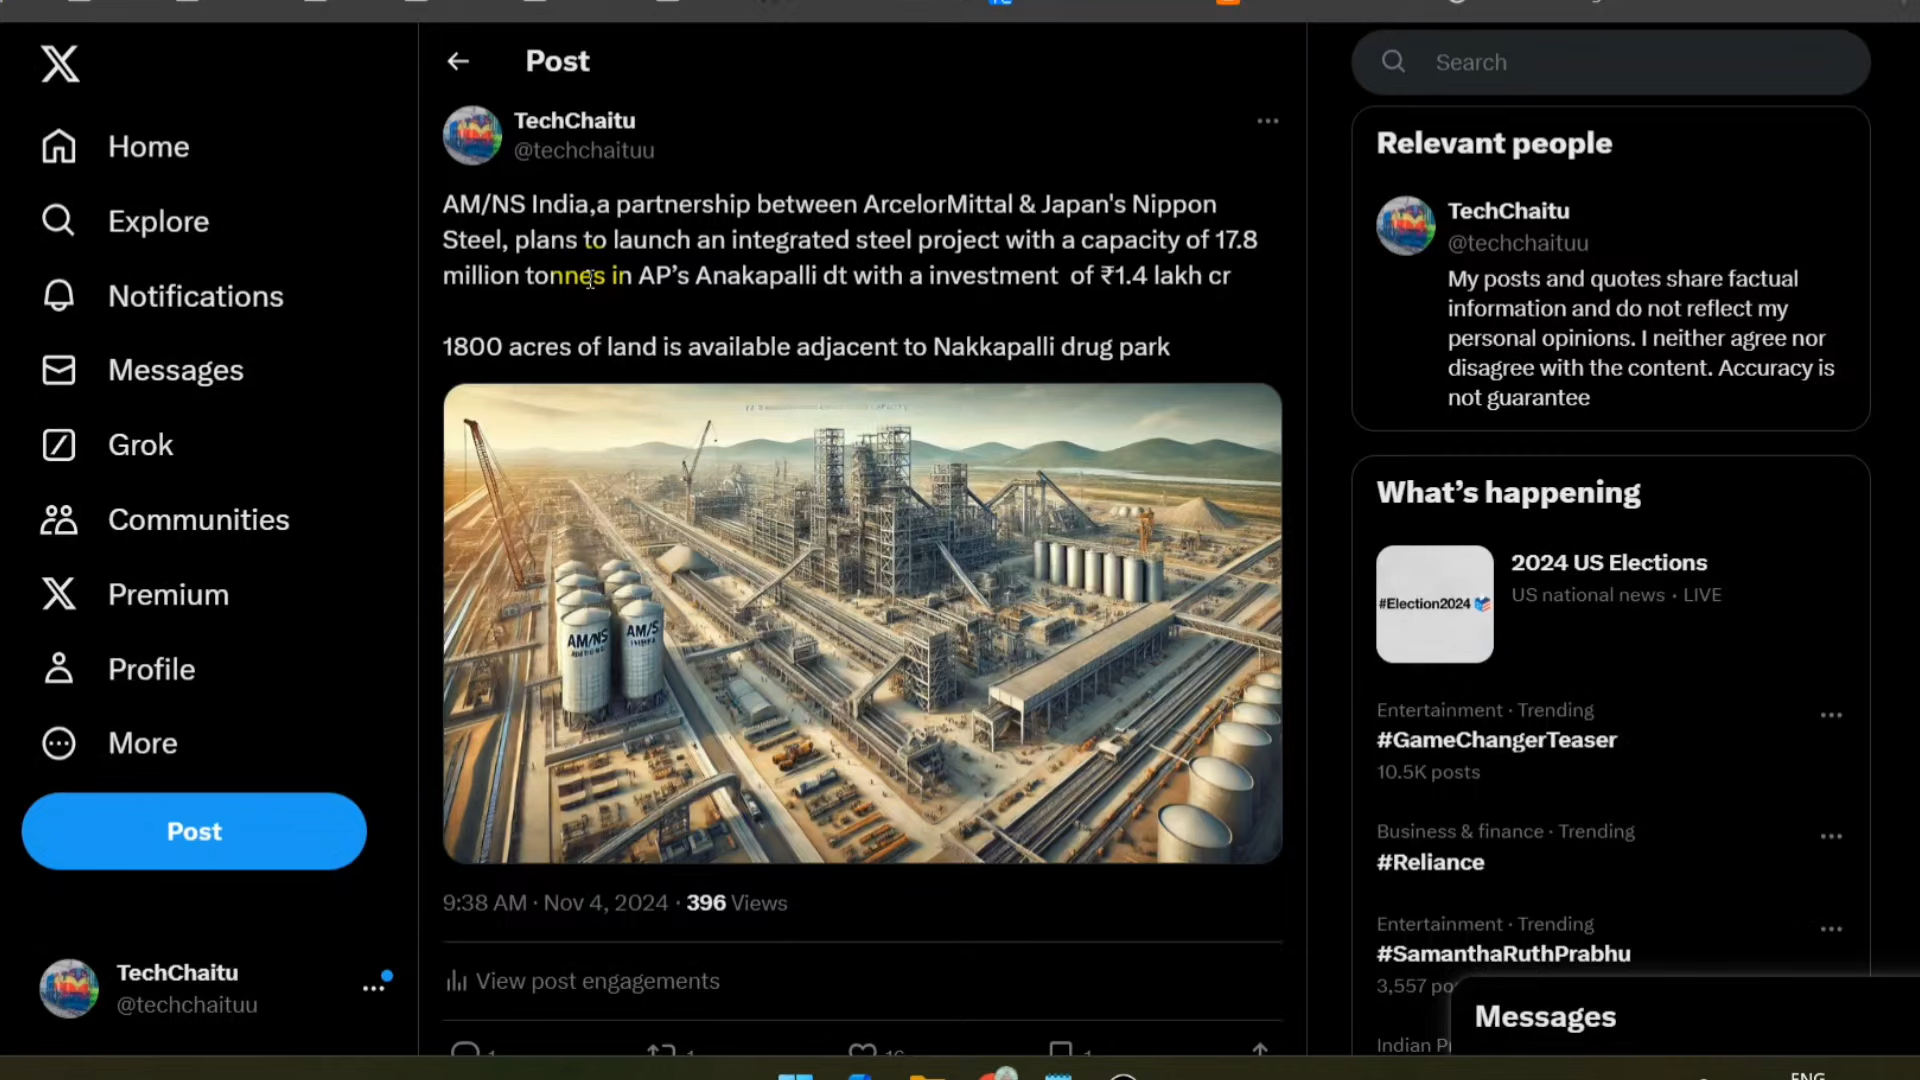 Post
Search
TechChaitu
@techchaituu
AM/NS India,a partnership between ArcelorMittal & Japan's Nippon
Steel, plans to launch an integrated steel project with a capacity of 17.8
million tonnes in AP’s Anakapalli dt with a investment  of ₹1.4 lakh cr
1800 acres of land is available adjacent to Nakkapalli drug park
AM/NS
AM/S
9:38 AM · Nov 4, 2024 · 396 Views
View post engagements
Home
Explore
Notifications
Messages
Grok
Communities
Premium
Profile
More
Post
TechChaitu
@techchaituu
Relevant people
TechChaitu
@techchaituu
My posts and quotes share factual
information and do not reflect my
personal opinions. I neither agree nor
disagree with the content. Accuracy is
not guarantee
What’s happening
#Election2024
2024 US Elections
US national news · LIVE
Entertainment · Trending
#GameChangerTeaser
10.5K posts
Business & finance · Trending
#Reliance
Entertainment · Trending
#SamanthaRuthPrabhu
3,557 po
Indian P
Messages
ENG